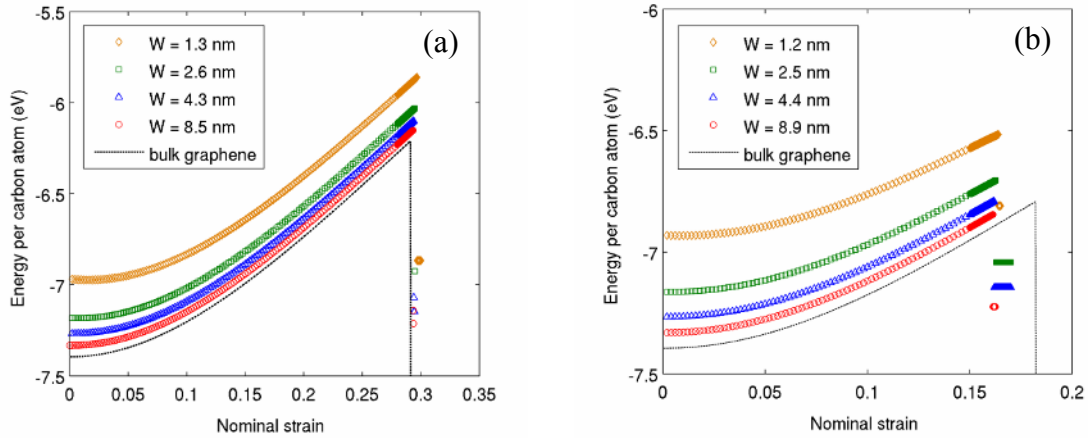 (a)
W = 1.3 nm
W = 2.6 nm
W = 4.3 nm
W = 8.5 nm
bulk graphene
Energy per carbon atom (eV)
-5.5
-6
-6.5
-7
-7.5
0
0.05
0.1
0.15
0.2
0.25
0.3
0.35
Nominal strain
(b)
W = 1.2 nm
W = 2.5 nm
W = 4.4 nm
W = 8.9 nm
bulk graphene
Energy per carbon atom (eV)
-6
-6.5
-7
-7.5
0
0.05
0.1
0.15
0.2
Nominal strain